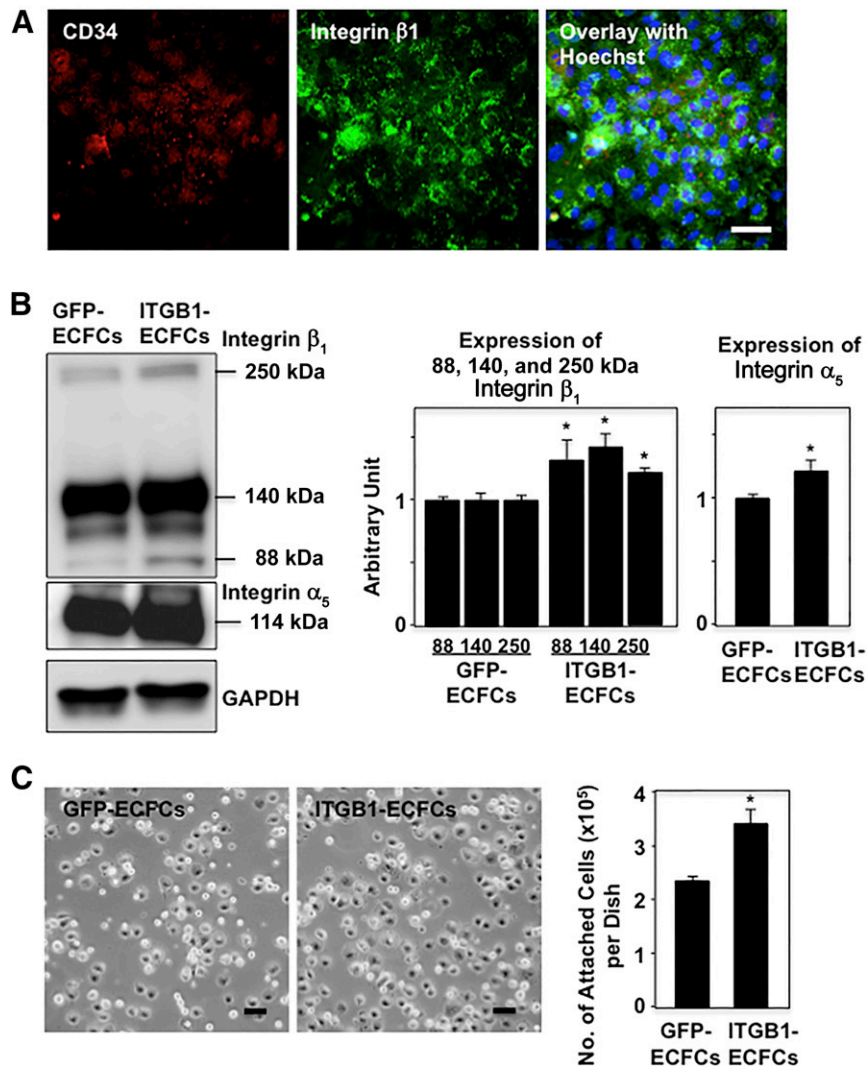 A
CD34
Integrin β1
Overlay with
Hoechst
B
GFP-
ECFCs
ITGB1-
ECFCs
Integrin β1
250 kDa
140 kDa
88 kDa
Integrin α5
114 kDa
GAPDH
Expression of
88, 140, and 250 kDa
Integrin β1
Arbitrary Unit
1
0
* * *
88 140 250
88 140 250
GFP-
ECFCs
ITGB1-
ECFCs
Expression of
Integrin α5
1
0
*
GFP-
ECFCs
ITGB1-
ECFCs
C
GFP-ECFCs
ITGB1-ECFCs
No. of Attached Cells (x10⁵)
per Dish
4
3
2
1
0
*
GFP-
ECFCs
ITGB1-
ECFCs